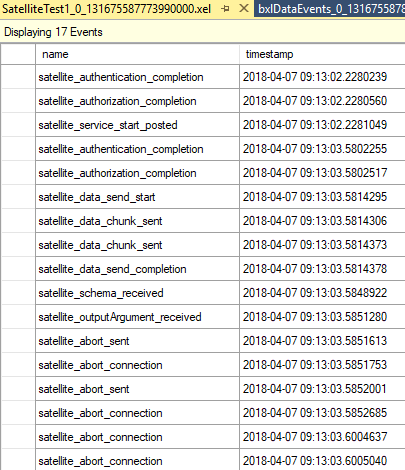 SatelliteTest1_0_131675587773990000.xel
bxlDataEvents_0_1316755878
Displaying 17 Events
name timestamp
satellite_authentication_completion 2018-04-07 09:13:02.2280239
satellite_authorization_completion 2018-04-07 09:13:02.2280560
satellite_service_start_posted 2018-04-07 09:13:02.2281049
satellite_authentication_completion 2018-04-07 09:13:03.5802255
satellite_authorization_completion 2018-04-07 09:13:03.5802517
satellite_data_send_start 2018-04-07 09:13:03.5814295
satellite_data_chunk_sent 2018-04-07 09:13:03.5814306
satellite_data_chunk_sent 2018-04-07 09:13:03.5814373
satellite_data_send_completion 2018-04-07 09:13:03.5814378
satellite_schema_received 2018-04-07 09:13:03.5848922
satellite_outputArgument_received 2018-04-07 09:13:03.5851280
satellite_abort_sent 2018-04-07 09:13:03.5851613
satellite_abort_connection 2018-04-07 09:13:03.5851753
satellite_abort_sent 2018-04-07 09:13:03.5852001
satellite_abort_connection 2018-04-07 09:13:03.5852685
satellite_abort_connection 2018-04-07 09:13:03.6004637
satellite_abort_connection 2018-04-07 09:13:03.6005040